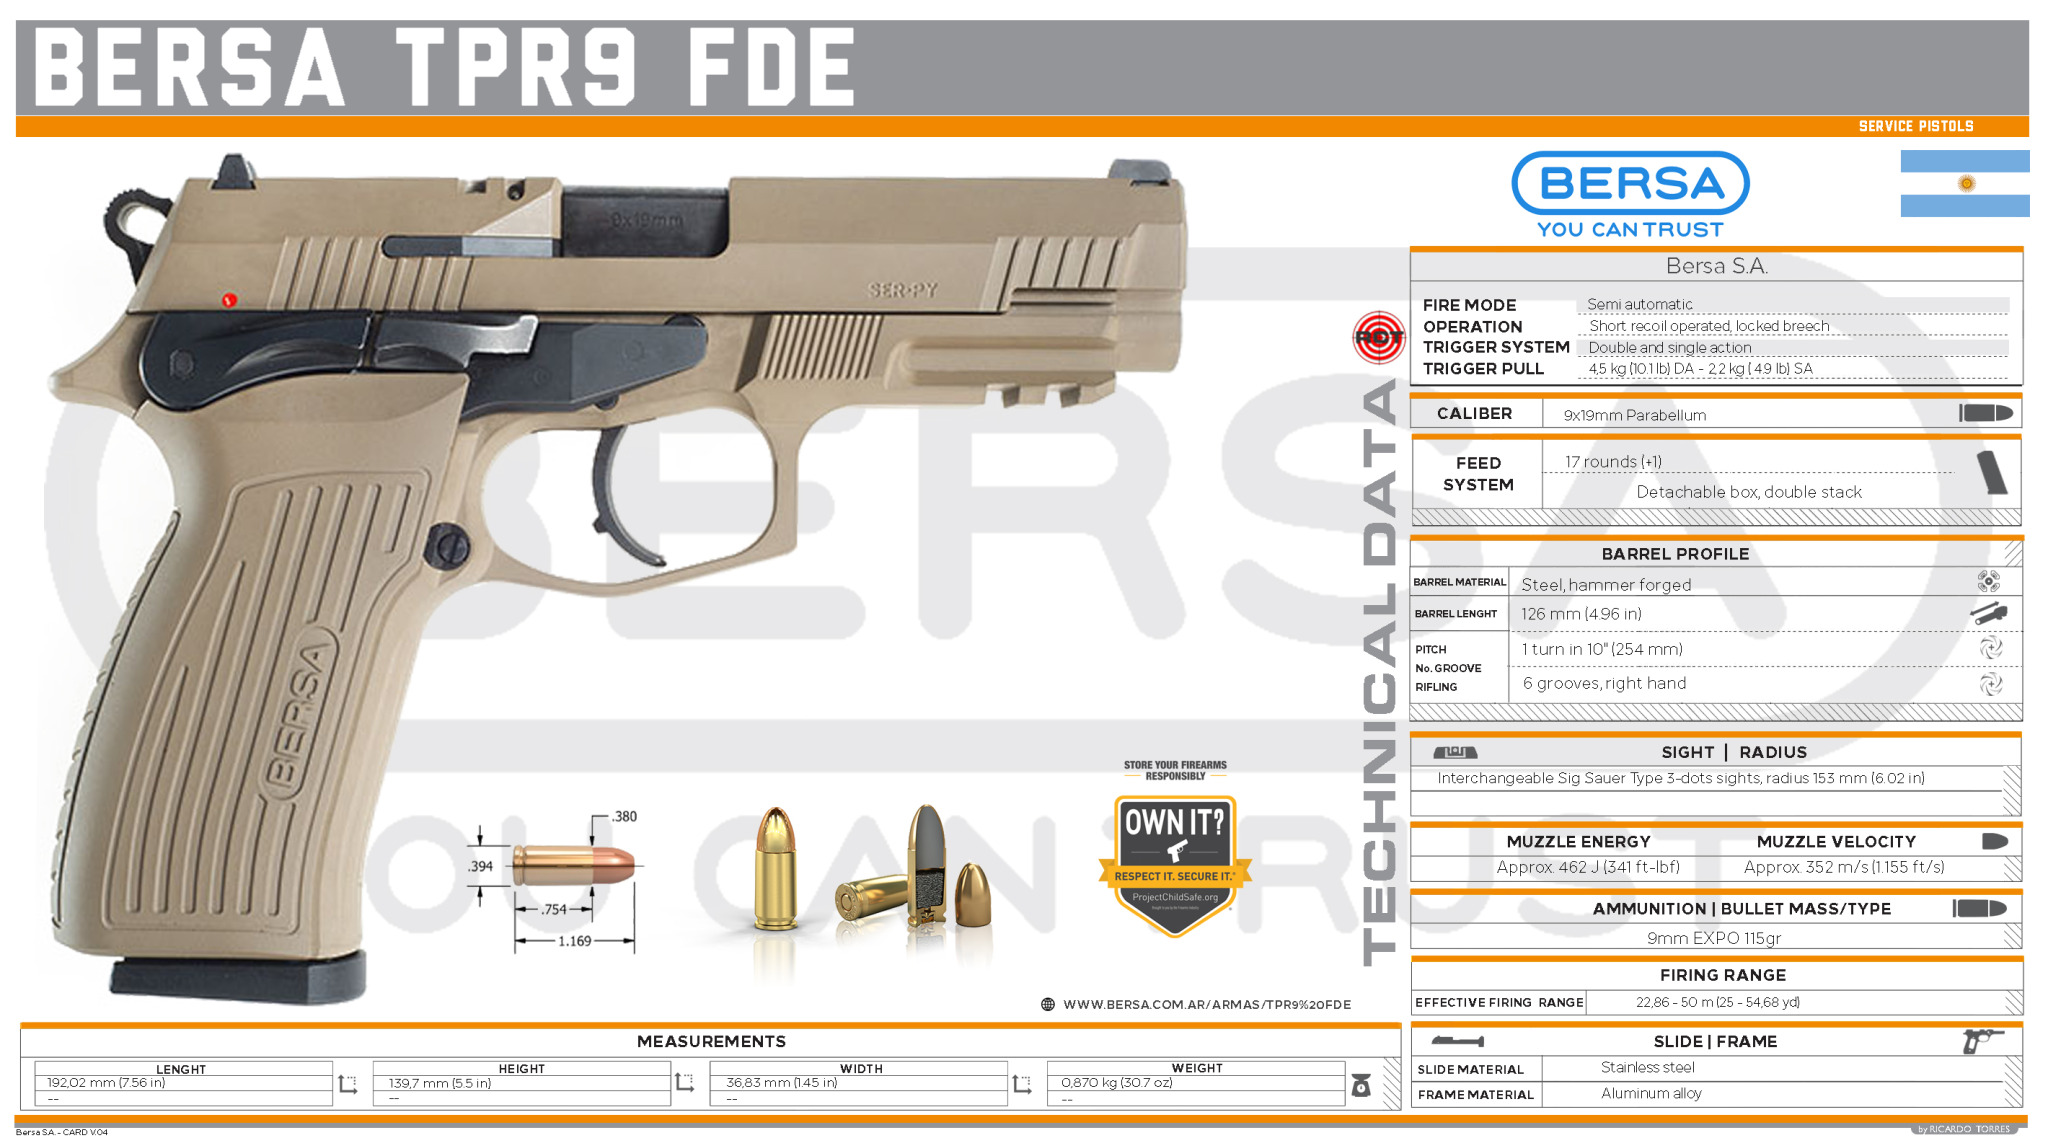 BERSA TPR9 FDE
SERVICE PISTOLS
BERSA
YOU CAN TRUST
9x19mm
SER·PY
BERSA
BERSA
YOU CAN TRUST
RDT
TECHNICAL DATA
Bersa S.A.
FIRE MODE Semi automatic
OPERATION Short recoil operated, locked breech
TRIGGER SYSTEM Double and single action
TRIGGER PULL 4,5 kg (10.1 lb) DA - 2,2 kg ( 4.9 lb) SA
CALIBER 9x19mm Parabellum
FEED SYSTEM 17 rounds (+1)
Detachable box, double stack
BARREL PROFILE
BARREL MATERIAL Steel, hammer forged
BARREL LENGHT 126 mm (4.96 in)
PITCH 1 turn in 10" (254 mm)
No. GROOVE
RIFLING 6 grooves, right hand
SIGHT | RADIUS
Interchangeable Sig Sauer Type 3-dots sights, radius 153 mm (6.02 in)
MUZZLE ENERGY MUZZLE VELOCITY
Approx. 462 J (341 ft-lbf) Approx. 352 m/s (1.155 ft/s)
AMMUNITION | BULLET MASS/TYPE
9mm EXPO 115gr
FIRING RANGE
EFFECTIVE FIRING RANGE 22,86 - 50 m (25 - 54,68 yd)
SLIDE | FRAME
SLIDE MATERIAL Stainless steel
FRAME MATERIAL Aluminum alloy
.380
.394
.754
1.169
STORE YOUR FIREARMS
RESPONSIBLY
OWN IT?
RESPECT IT. SECURE IT.
ProjectChildSafe.org
WWW.BERSA.COM.AR/ARMAS/TPR9%20FDE
MEASUREMENTS
LENGHT HEIGHT WIDTH WEIGHT
192,02 mm (7.56 in) 139,7 mm (5.5 in) 36,83 mm (1.45 in) 0,870 kg (30.7 oz)
-- -- -- --
Bersa S.A. - CARD V.04
by RICARDO TORRES